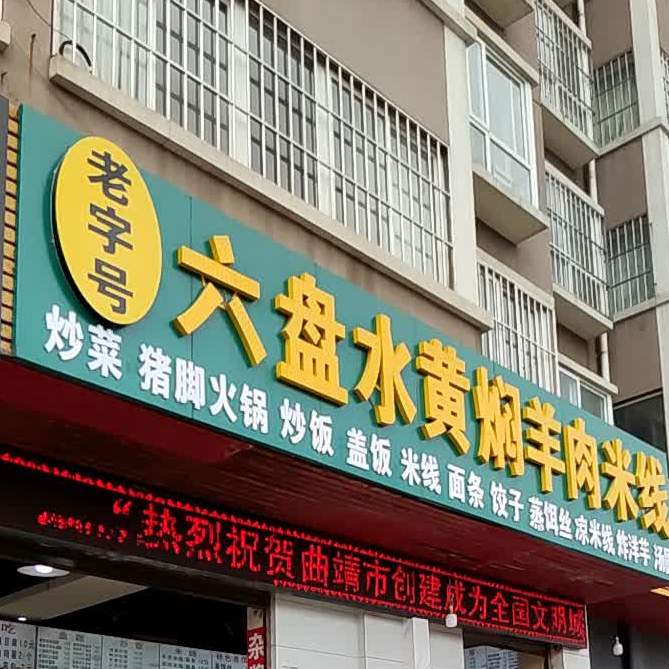 老字号
六盘水黄焖羊肉米线
炒菜 猪脚火锅 炒饭 盖饭 米线 面条 饺子 蒸饵丝 凉米线 炸洋芋 汤
“热烈祝贺曲靖市创建成为全国文明城
杂